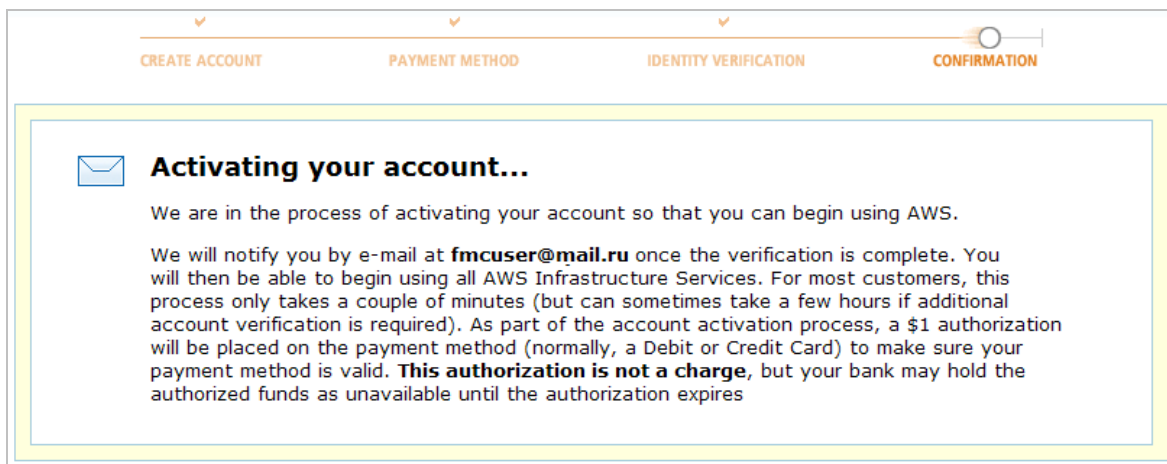 CREATE ACCOUNT PAYMENT METHOD IDENTITY VERIFICATION CONFIRMATION
Activating your account...
We are in the process of activating your account so that you can begin using AWS.
We will notify you by e-mail at fmcuser@mail.ru once the verification is complete. You
will then be able to begin using all AWS Infrastructure Services. For most customers, this
process only takes a couple of minutes (but can sometimes take a few hours if additional
account verification is required). As part of the account activation process, a $1 authorization
will be placed on the payment method (normally, a Debit or Credit Card) to make sure your
payment method is valid. This authorization is not a charge, but your bank may hold the
authorized funds as unavailable until the authorization expires